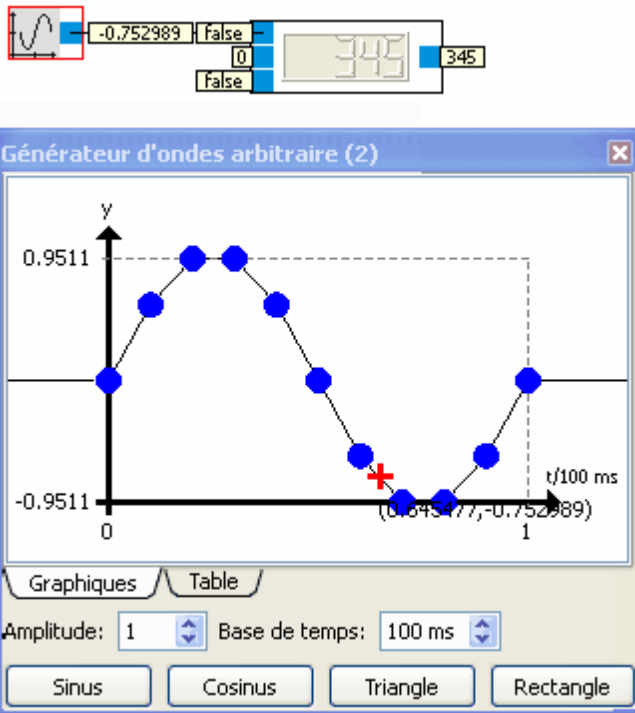 -0.752989 false 345 345
0
false
Générateur d'ondes arbitraire (2)
y
0.9511
-0.9511
t/100 ms
(0.645477,-0.752989)
0 1
Graphiques Table
Amplitude: 1 Base de temps: 100 ms
Sinus Cosinus Triangle Rectangle